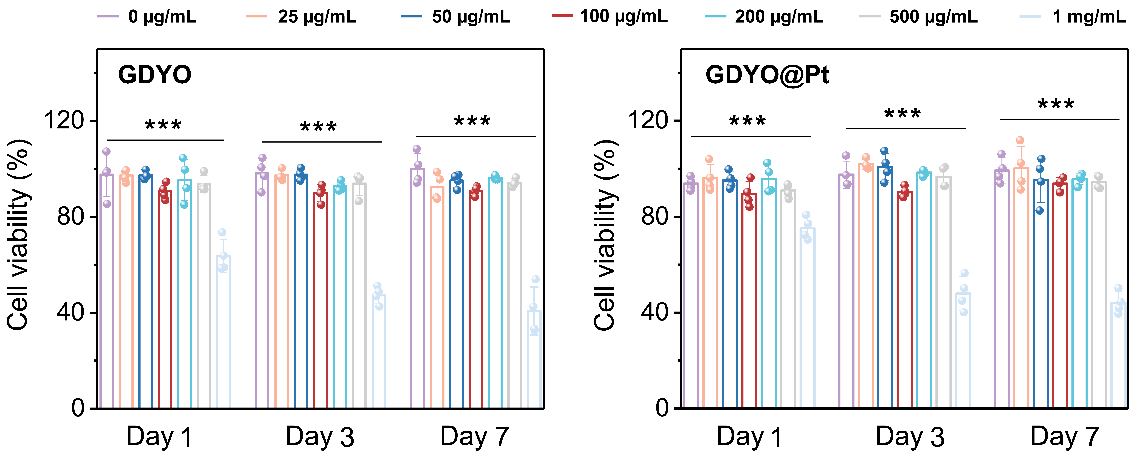 0 µg/mL 25 µg/mL 50 µg/mL 100 µg/mL 200 µg/mL 500 µg/mL 1 mg/mL
GDYO
Cell viability (%)
120
80
40
0
***
***
***
Day 1 Day 3 Day 7
GDYO@Pt
Cell viability (%)
120
80
40
0
***
***
***
Day 1 Day 3 Day 7